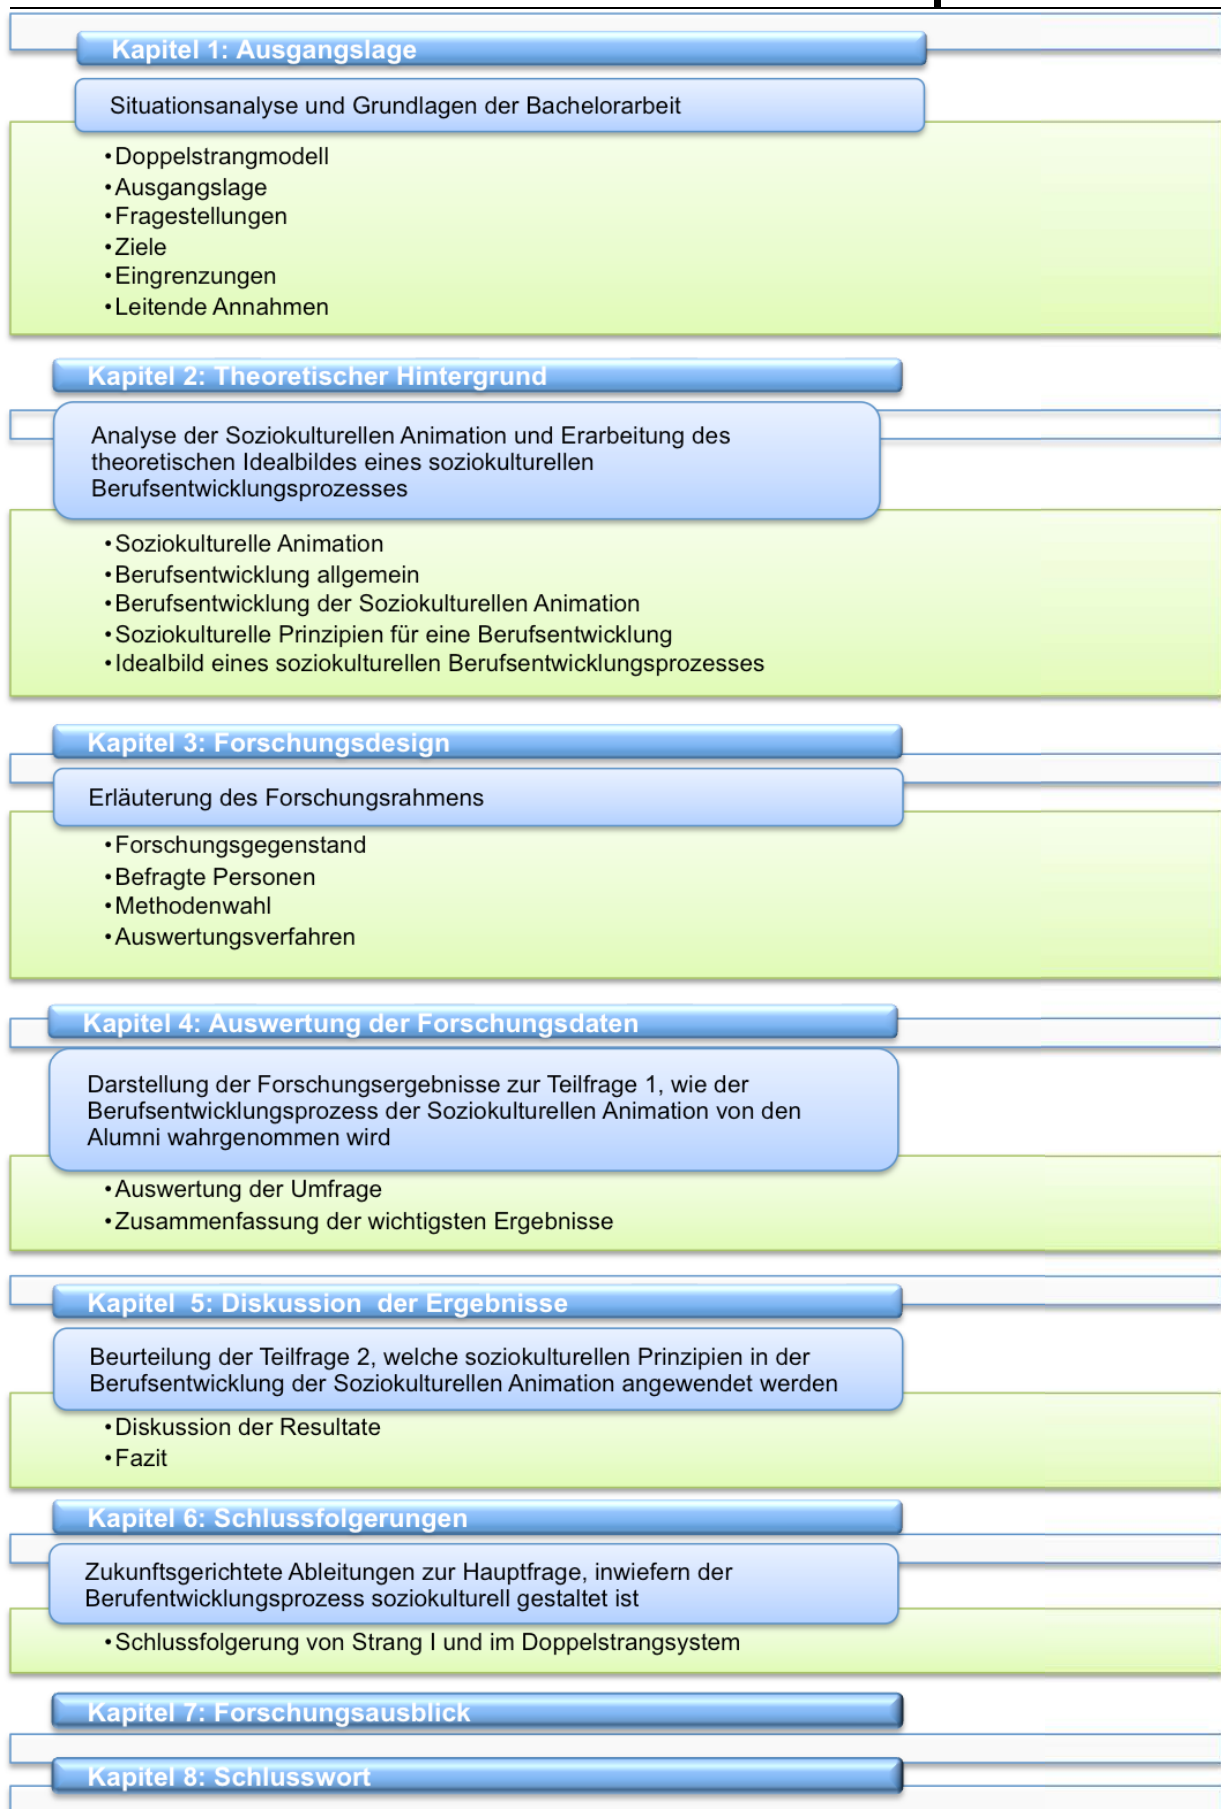 Kapitel 1: Ausgangslage
Situationsanalyse und Grundlagen der Bachelorarbeit
•Doppelstrangmodell
•Ausgangslage
•Fragestellungen
•Ziele
•Eingrenzungen
•Leitende Annahmen
Kapitel 2: Theoretischer Hintergrund
Analyse der Soziokulturellen Animation und Erarbeitung des
theoretischen Idealbildes eines soziokulturellen
Berufsentwicklungsprozesses
•Soziokulturelle Animation
•Berufsentwicklung allgemein
•Berufsentwicklung der Soziokulturellen Animation
•Soziokulturelle Prinzipien für eine Berufsentwicklung
•Idealbild eines soziokulturellen Berufsentwicklungsprozesses
Kapitel 3: Forschungsdesign
Erläuterung des Forschungsrahmens
•Forschungsgegenstand
•Befragte Personen
•Methodenwahl
•Auswertungsverfahren
Kapitel 4: Auswertung der Forschungsdaten
Darstellung der Forschungsergebnisse zur Teilfrage 1, wie der
Berufsentwicklungsprozess der Soziokulturellen Animation von den
Alumni wahrgenommen wird
•Auswertung der Umfrage
•Zusammenfassung der wichtigsten Ergebnisse
Kapitel  5: Diskussion  der Ergebnisse
Beurteilung der Teilfrage 2, welche soziokulturellen Prinzipien in der
Berufsentwicklung der Soziokulturellen Animation angewendet werden
•Diskussion der Resultate
•Fazit
Kapitel 6: Schlussfolgerungen
Zukunftsgerichtete Ableitungen zur Hauptfrage, inwiefern der
Berufentwicklungsprozess soziokulturell gestaltet ist
•Schlussfolgerung von Strang I und im Doppelstrangsystem
Kapitel 7: Forschungsausblick
Kapitel 8: Schlusswort